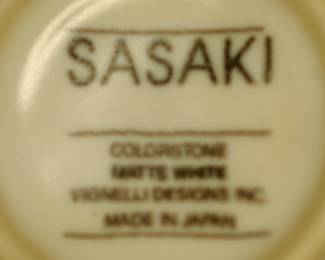 SASAKI
COLORSTONE
MATTE WHITE
VIGNELLI DESIGNS INC.
MADE IN JAPAN